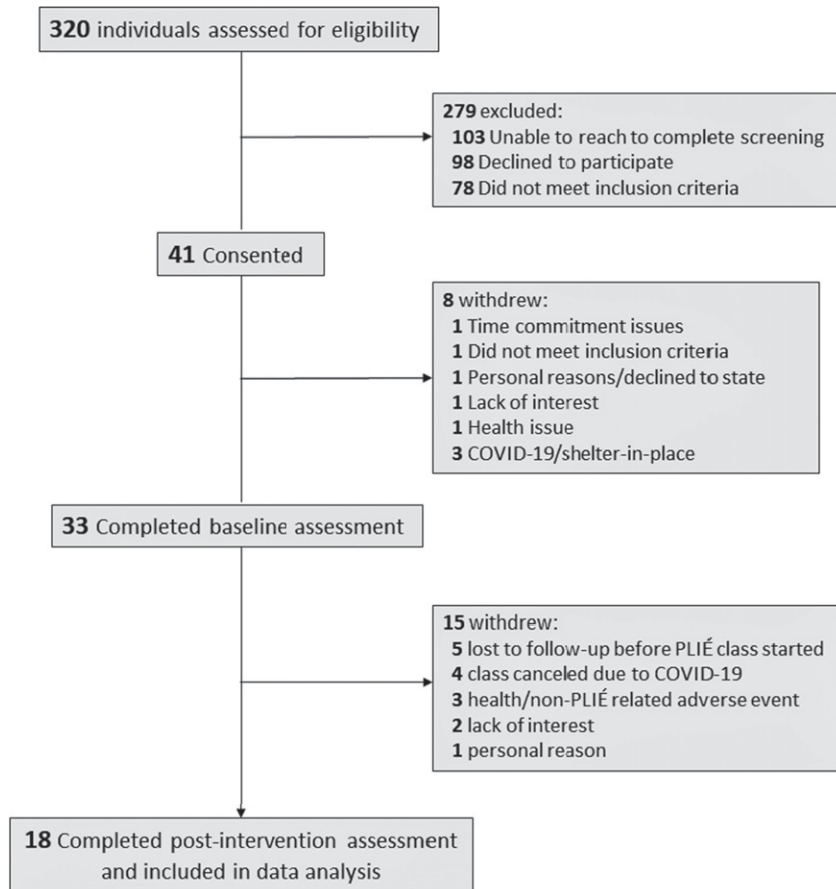 320 individuals assessed for eligibility
279 excluded:
103 Unable to reach to complete screening
98 Declined to participate
78 Did not meet inclusion criteria
41 Consented
8 withdrew:
1 Time commitment issues
1 Did not meet inclusion criteria
1 Personal reasons/declined to state
1 Lack of interest
1 Health issue
3 COVID-19/shelter-in-place
33 Completed baseline assessment
15 withdrew:
5 lost to follow-up before PLIÉ class started
4 class canceled due to COVID-19
3 health/non-PLIÉ related adverse event
2 lack of interest
1 personal reason
18 Completed post-intervention assessment
and included in data analysis